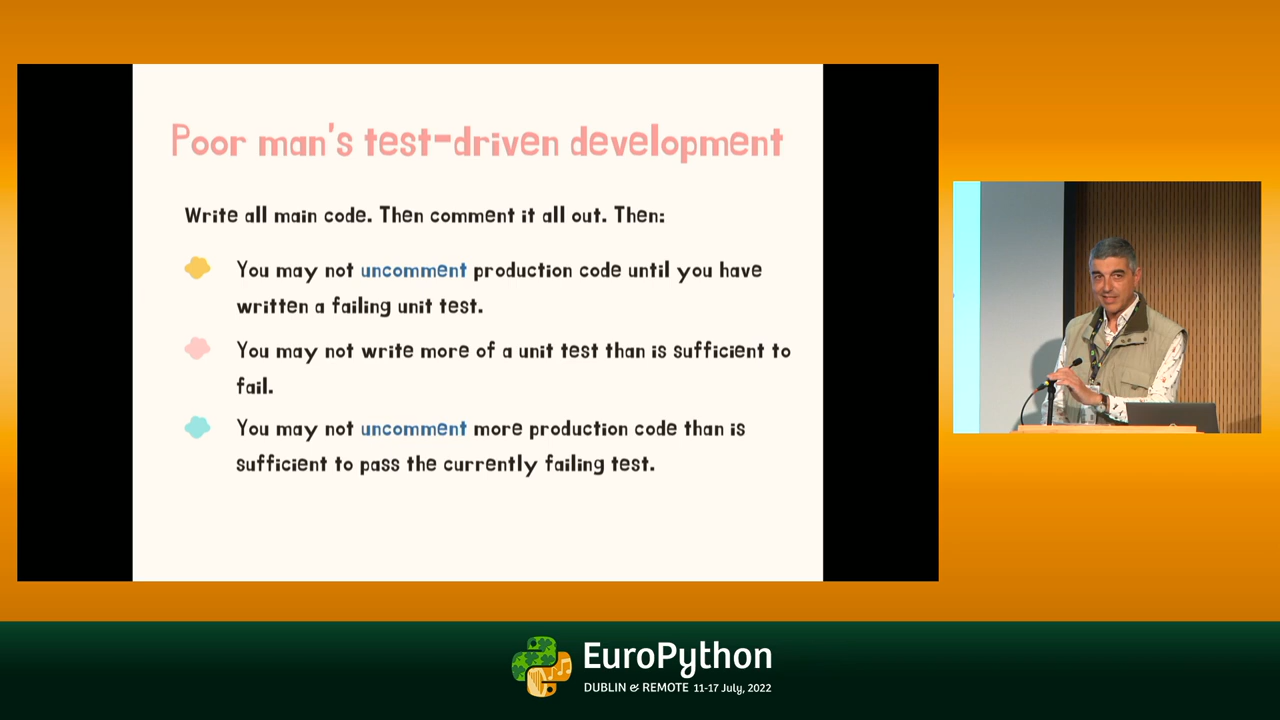 Poor man's test-driven development
Write all main code. Then comment it all out. Then:
You may not uncomment production code until you have
written a failing unit test.
You may not write more of a unit test than is sufficient to
fail.
You may not uncomment more production code than is
sufficient to pass the currently failing test.
EuroPython
DUBLIN & REMOTE 11-17 July, 2022